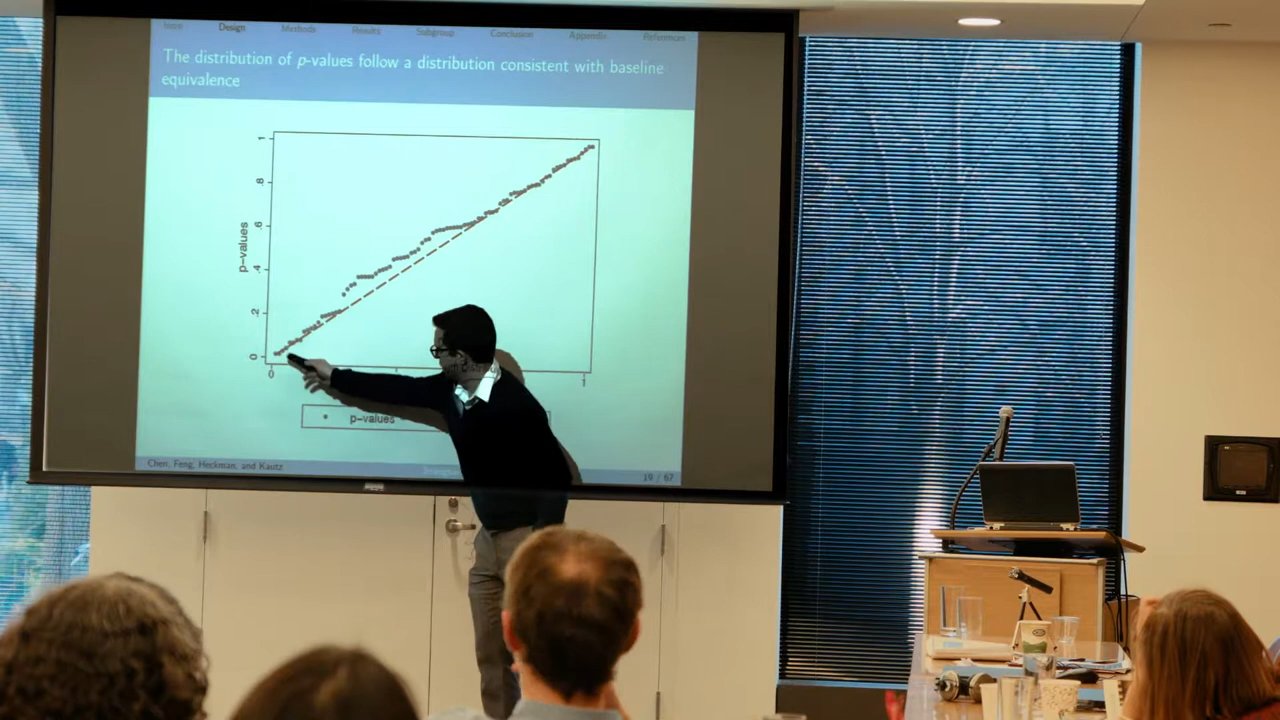 Intro Design Methods Results Subgroup Conclusion Appendix References
The distribution of p-values follow a distribution consistent with baseline
equivalence
1
.8
.6
.4
.2
0
p-values
0 1
p-values
Chen, Feng, Heckman, and Kautz
19 / 67